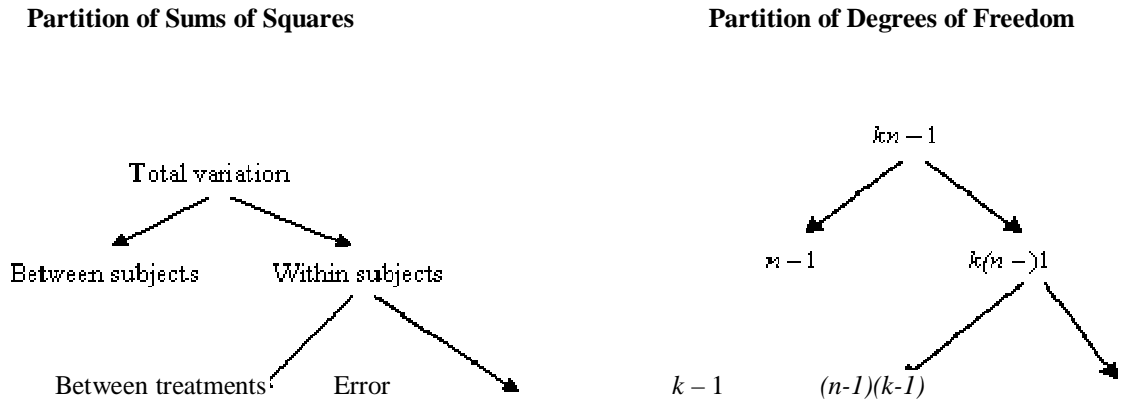 Partition of Sums of Squares
Partition of Degrees of Freedom
kn – 1
Total variation
Between subjects
Within subjects
n – 1
k(n –)1
Between treatments
Error
k – 1
(n-1)(k-1)